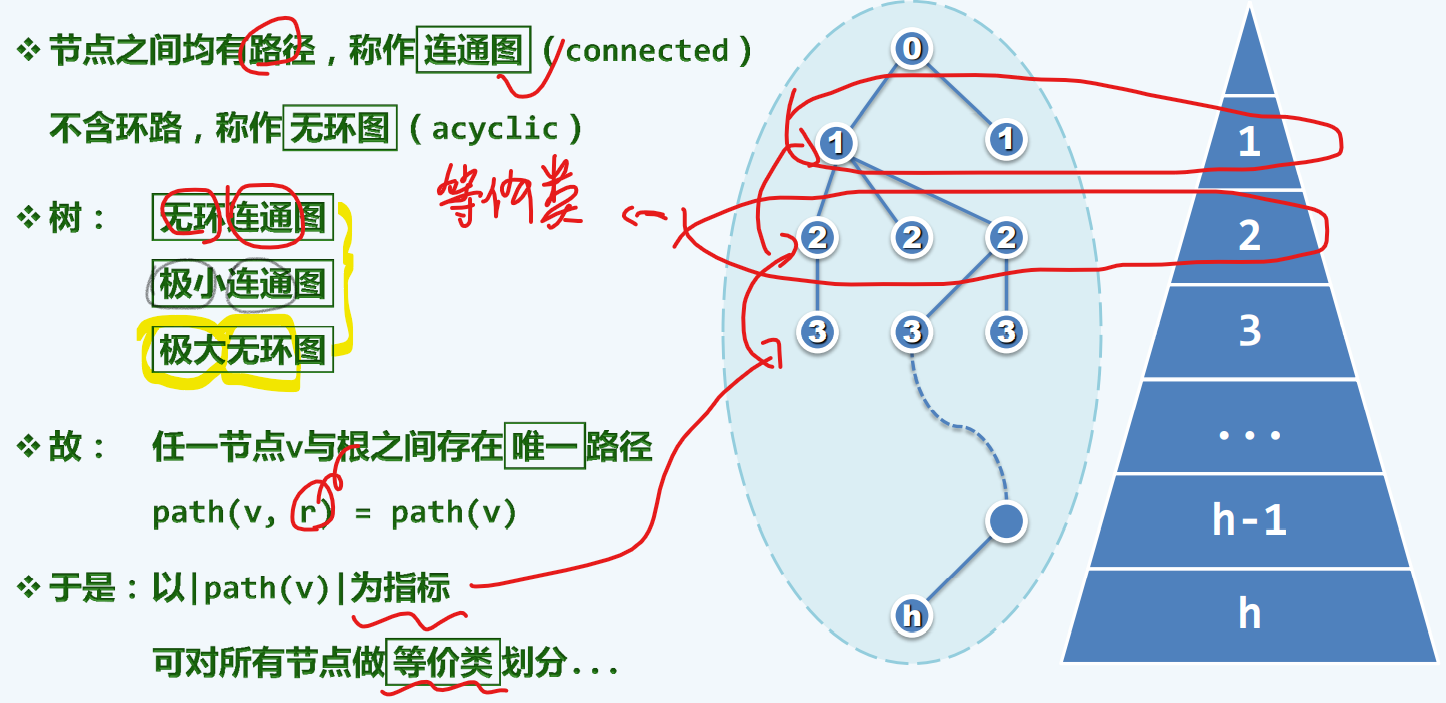 ❖ 节点之间均有路径，称作 连通图（connected）
不含环路，称作 无环图（acyclic）
等价类
❖ 树： 无环连通图
极小连通图
极大无环图
❖ 故： 任一节点v与根之间存在 唯一 路径
path(v, r) = path(v)
❖ 于是：以|path(v)|为指标
可对所有节点做 等价类 划分...
0
1 1
2 2 2
3 3 3
h
1
2
3
...
h-1
h